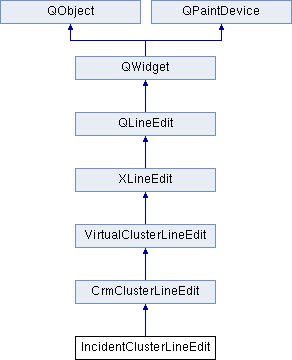 QObject
QPaintDevice
QWidget
QLineEdit
XLineEdit
VirtualClusterLineEdit
CrmClusterLineEdit
IncidentClusterLineEdit